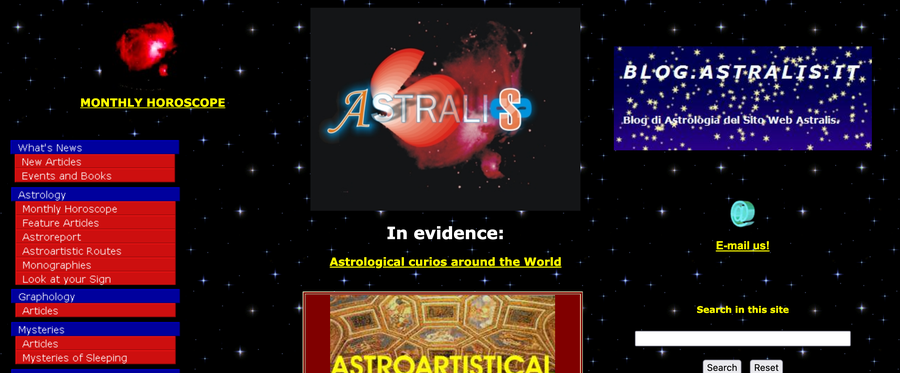 MONTHLY HOROSCOPE
What's News
New Articles
Events and Books
Astrology
Monthly Horoscope
Feature Articles
Astroreport
Astroartistic Routes
Monographies
Look at your Sign
Graphology
Articles
Mysteries
Articles
Mysteries of Sleeping
ASTRALIS
In evidence:
Astrological curios around the World
ASTROARTISTICAL
BLOG.ASTRALIS.IT
Blog di Astrologia del Sito Web Astralis.
E-mail us!
Search in this site
Search Reset